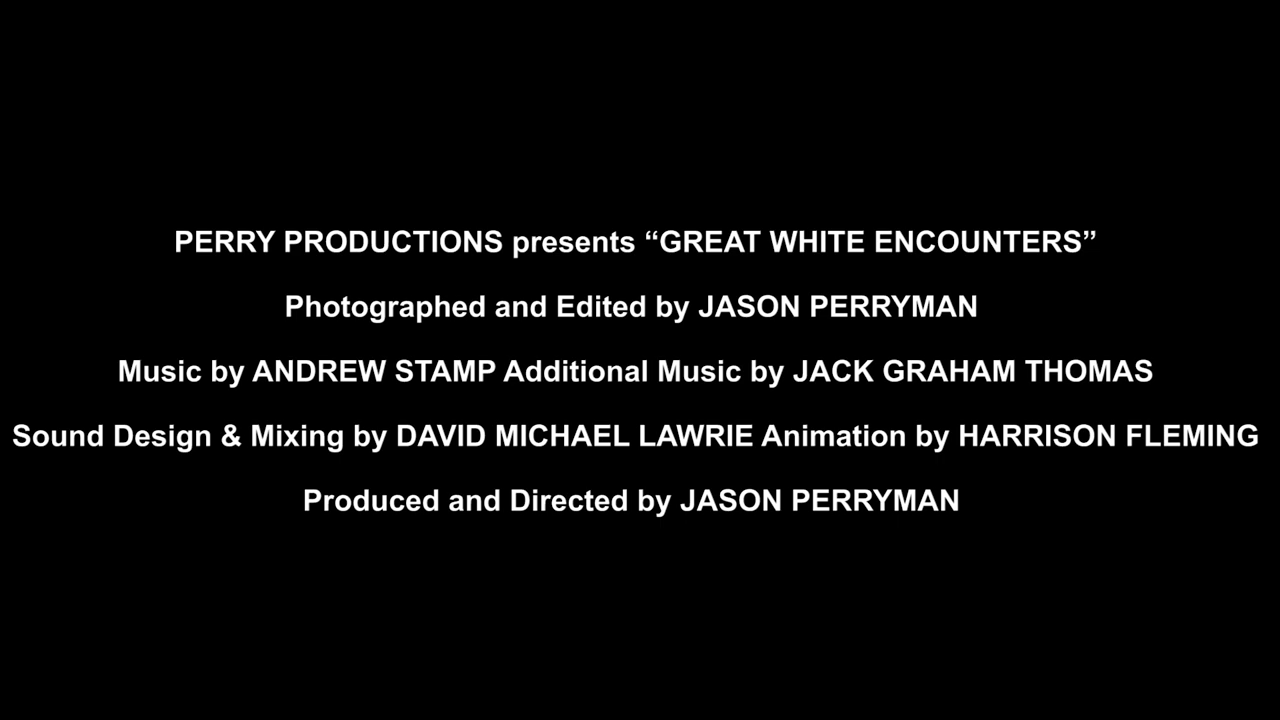 PERRY PRODUCTIONS presents “GREAT WHITE ENCOUNTERS”
Photographed and Edited by JASON PERRYMAN
Music by ANDREW STAMP Additional Music by JACK GRAHAM THOMAS
Sound Design & Mixing by DAVID MICHAEL LAWRIE Animation by HARRISON FLEMING
Produced and Directed by JASON PERRYMAN